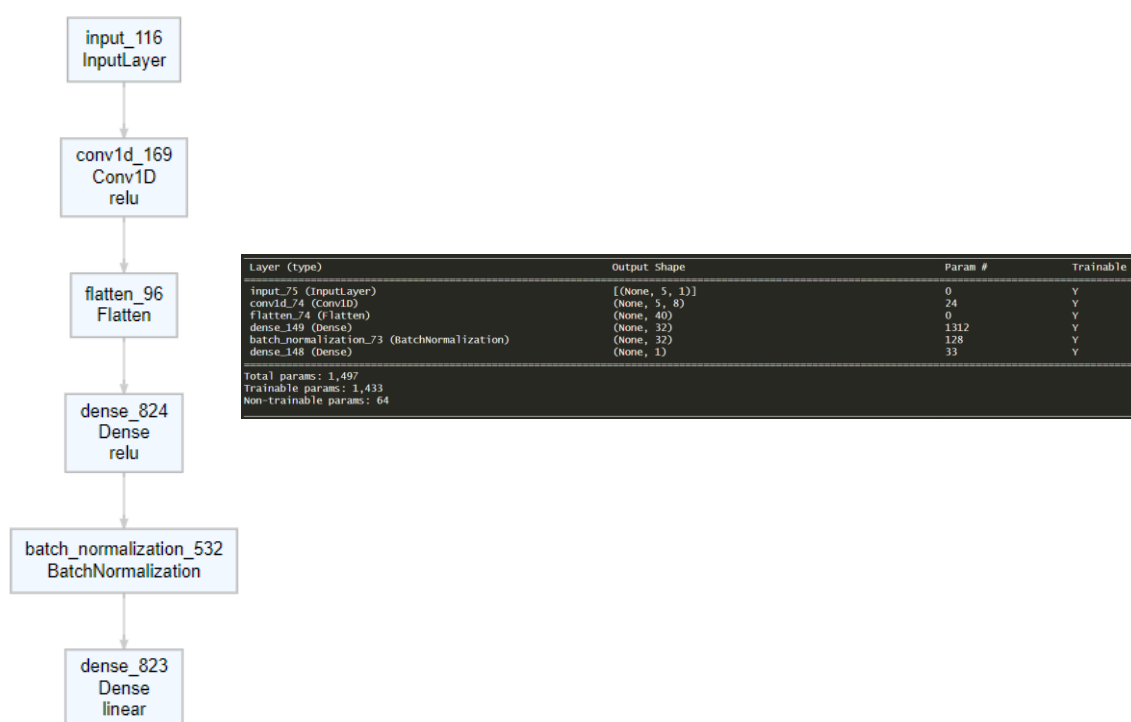 input_116
InputLayer
conv1d_169
Conv1D
relu
flatten_96
Flatten
dense_824
Dense
relu
batch_normalization_532
BatchNormalization
dense_823
Dense
linear
Layer (type) Output Shape Param # Trainable
input_75 (InputLayer) [(None, 5, 1)] 0 Y
conv1d_74 (Conv1D) (None, 5, 8) 24 Y
flatten_74 (Flatten) (None, 40) 0 Y
dense_149 (Dense) (None, 32) 1312 Y
batch_normalization_73 (BatchNormalization) (None, 32) 128 Y
dense_148 (Dense) (None, 1) 33 Y
Total params: 1,497
Trainable params: 1,433
Non-trainable params: 64